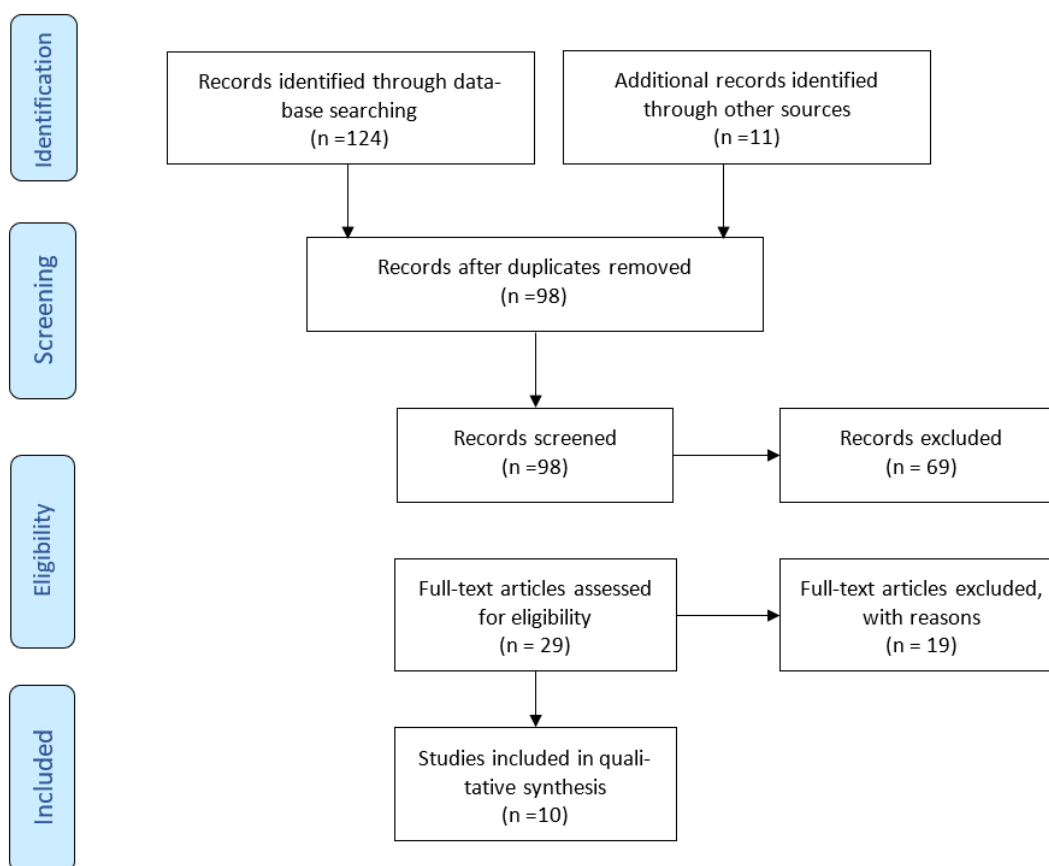 Identification
Records identified through data-
base searching
(n =124)
Additional records identified
through other sources
(n =11)
Screening
Records after duplicates removed
(n =98)
Records screened
(n =98)
Records excluded
(n = 69)
Eligibility
Full-text articles assessed
for eligibility
(n = 29)
Full-text articles excluded,
with reasons
(n = 19)
Included
Studies included in quali-
tative synthesis
(n =10)